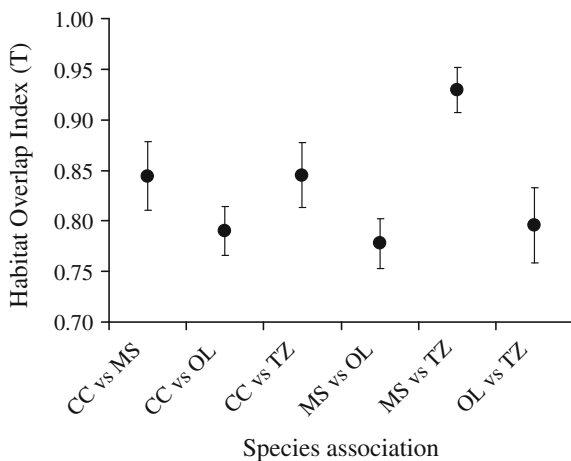 Habitat Overlap Index (T)
1.00
0.95
0.90
0.85
0.80
0.75
0.70
CC vs MS
CC vs OL
CC vs TZ
MS vs OL
MS vs TZ
OL vs TZ
Species association